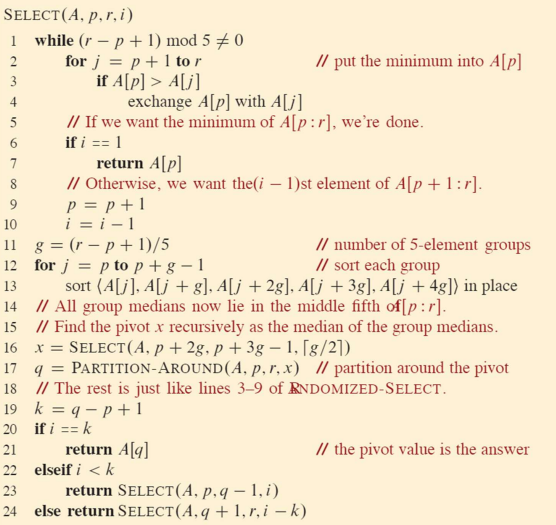 SELECT(A, p, r, i)
1 while (r − p + 1) mod 5 ≠ 0
2 for j = p + 1 to r // put the minimum into A[p]
3 if A[p] > A[j]
4 exchange A[p] with A[j]
5 // If we want the minimum of A[p:r], we’re done.
6 if i == 1
7 return A[p]
8 // Otherwise, we want the(i − 1)st element of A[p + 1:r].
9 p = p + 1
10 i = i − 1
11 g = (r − p + 1)/5 // number of 5-element groups
12 for j = p to p + g − 1 // sort each group
13 sort ⟨A[j], A[j + g], A[j + 2g], A[j + 3g], A[j + 4g]⟩ in place
14 // All group medians now lie in the middle fifth of A[p:r].
15 // Find the pivot x recursively as the median of the group medians.
16 x = SELECT(A, p + 2g, p + 3g − 1, ⌈g/2⌉)
17 q = PARTITION-AROUND(A, p, r, x) // partition around the pivot
18 // The rest is just like lines 3–9 of RANDOMIZED-SELECT.
19 k = q − p + 1
20 if i == k
21 return A[q] // the pivot value is the answer
22 elseif i < k
23 return SELECT(A, p, q − 1, i)
24 else return SELECT(A, q + 1, r, i − k)